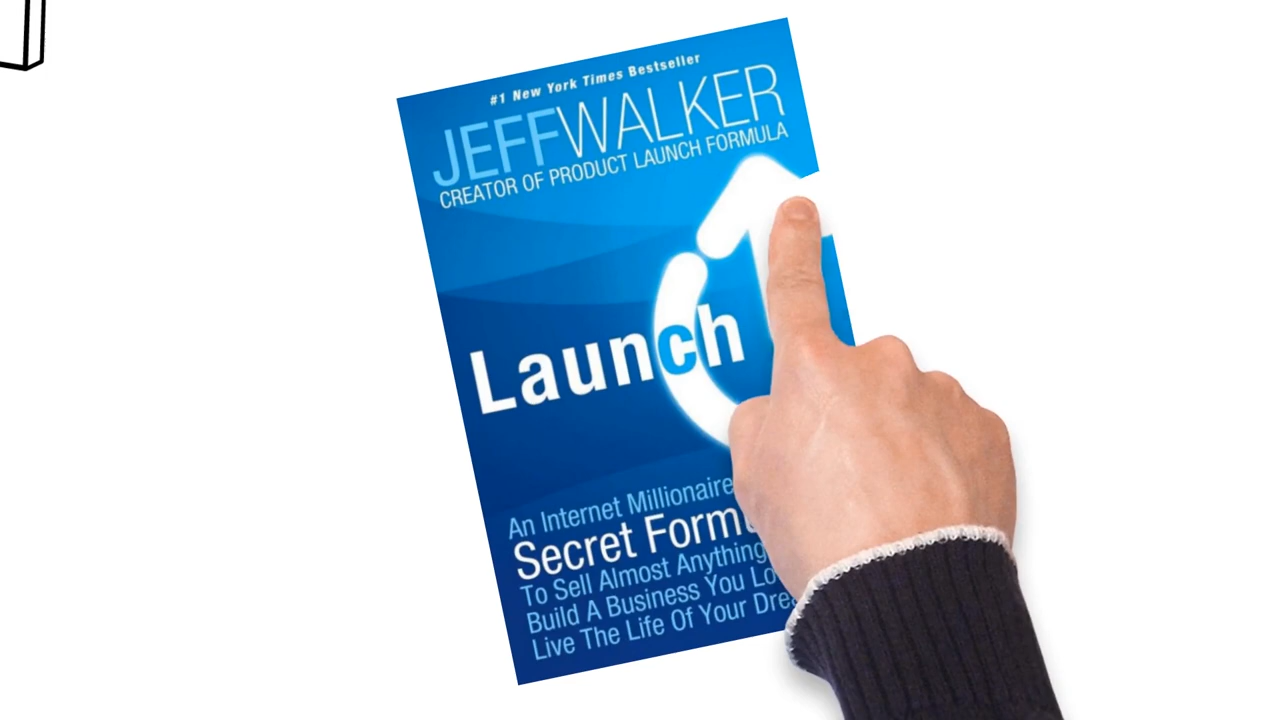 #1 New York Times Bestseller
JEFFWALKER
CREATOR OF PRODUCT LAUNCH FORMULA
Launch
An Internet Millionaire
Secret
To Sell Almost Anything
Build A Business You
Live The Life Of Your